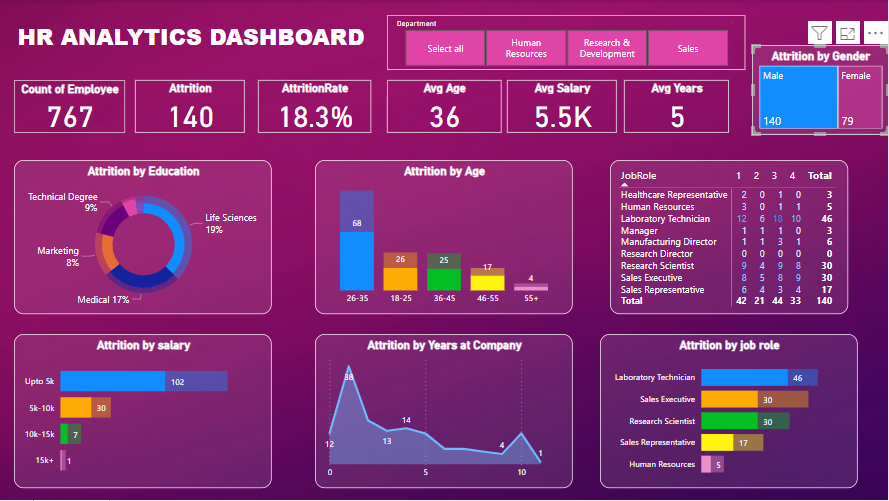 HR ANALYTICS DASHBOARD
Department
Select all
Human
Resources
Research &
Development
Sales
Count of Employee
767
Attrition
140
AttritionRate
18.3%
Avg Age
36
Avg Salary
5.5K
Avg Years
5
Attrition by Gender
Male
140
Female
79
Attrition by Education
Technical Degree
9%
Life Sciences
19%
Marketing
8%
Medical 17%
Attrition by Age
68
26
25
17
4
26-35 18-25 36-45 46-55 55+
JobRole 1 2 3 4 Total
Healthcare Representative 2 0 1 0 3
Human Resources 3 0 1 1 5
Laboratory Technician 12 6 18 10 46
Manager 1 1 1 0 3
Manufacturing Director 1 1 3 1 6
Research Director 0 0 0 0 0
Research Scientist 9 4 9 8 30
Sales Executive 8 5 8 9 30
Sales Representative 6 4 3 4 17
Total 42 21 44 33 140
Attrition by salary
Upto 5k 102
5k-10k 30
10k-15k 7
15k+ 1
Attrition by Years at Company
38
12
13
14
4
1
0 5 10
Attrition by job role
Laboratory Technician 46
Sales Executive 30
Research Scientist 30
Sales Representative 17
Human Resources 5